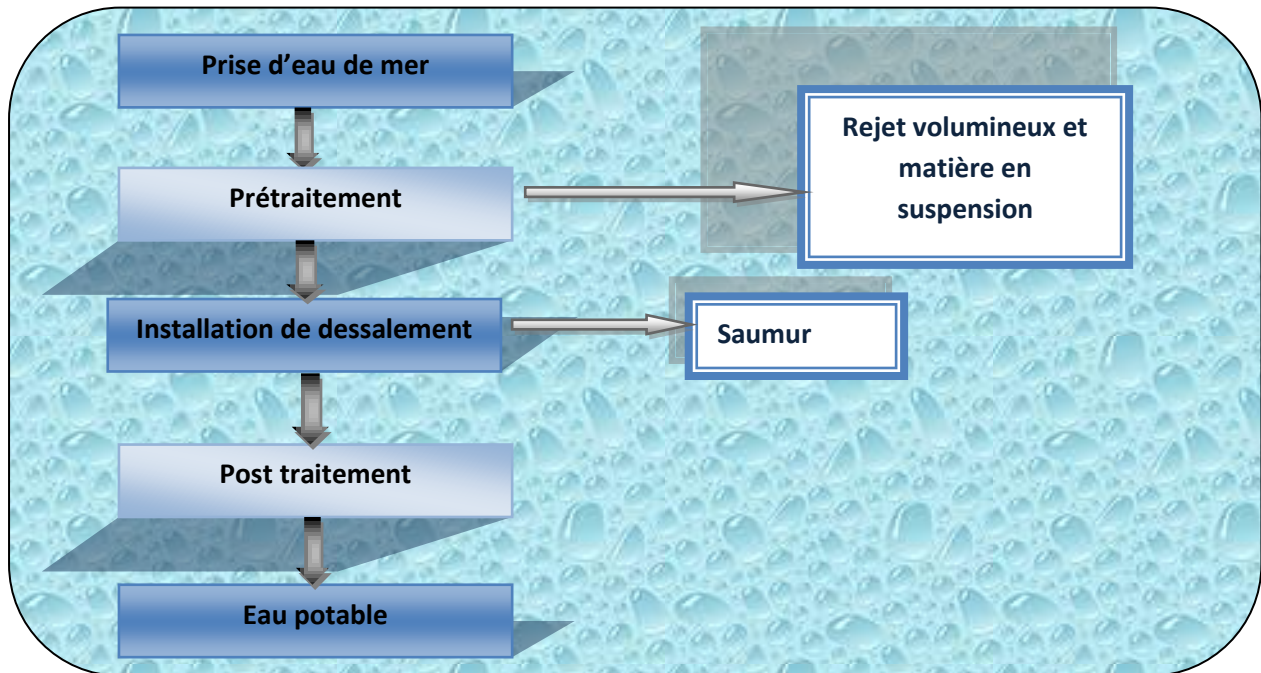 Prise d'eau de mer
Rejet volumineux et
matière en
suspension
Prétraitement
Installation de dessalement
Saumur
Post traitement
Eau potable